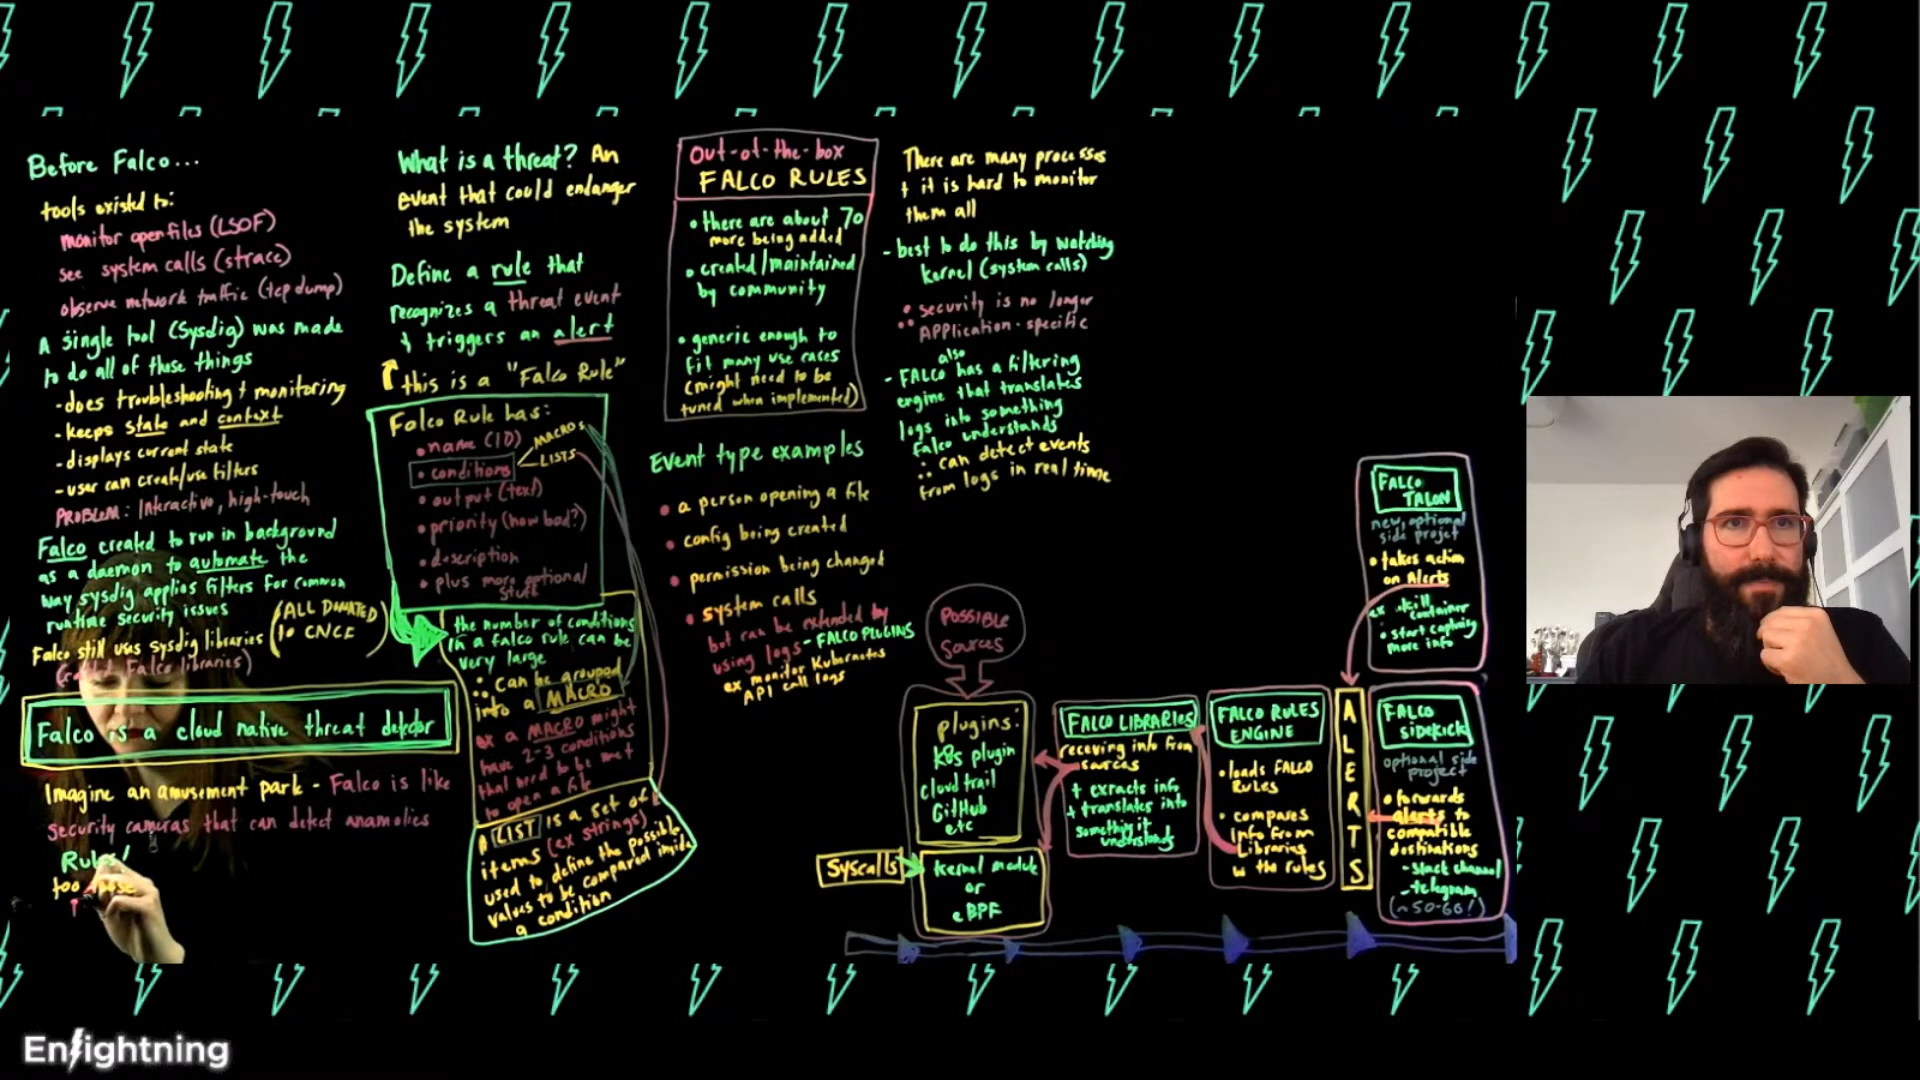 Before Falco...
tools existed to:
monitor open files (LSOF)
see system calls (strace)
observe network traffic (tcpdump)
A single tool (Sysdig) was made
to do all of these things
- does troubleshooting + monitoring
- keeps state and context
- displays current state
- user can create/use filters
PROBLEM: Interactive, high-touch
Falco created to run in background
as a daemon to automate the
way sysdig applies filters for common
runtime security issues
(ALL DONATED
to CNCF)
Falco still uses sysdig libraries
Falco libraries)
Falco is a cloud native threat detector
Imagine an amusement park - Falco is like
security cameras that can detect anamolies
Rules!
too
What is a threat? An
event that could endanger
the system
Define a rule that
recognizes a threat event
+ triggers an alert
this is a "Falco Rule"
Falco Rule has:
• name (ID)
• conditions
MACROS
LISTS
• output (text)
• priority (how bad?)
• description
• plus more optional
stuff
the number of conditions
in a falco rule can be
very large
∴ can be grouped
into a MACRO
ex a MACRO might
have 2-3 conditions
that need to be met
to open a file
A LIST is a set of
items (ex strings)
used to define the possible
values to be compared inside
a condition
Out-of-the-box
FALCO RULES
• there are about 70
more being added
• created/maintained
by community
• generic enough to
fit many use cases
(might need to be
tuned when implemented)
Event type examples
• a person opening a file
• config being created
• permission being changed
• system calls
but can be extended by
using logs - FALCO PLUGINS
ex monitor Kubernetes
API call logs
There are many processes
+ it is hard to monitor
them all
- best to do this by watching
kernel (system calls)
∴ security is no longer
APPlication-specific
also
- FALCO has a filtering
engine that translates
logs into something
Falco understands
∴ can detect events
from logs in real time
Possible
sources
plugins:
k8s plugin
cloud trail
GitHub
etc
Syscalls
kernel module
or
eBPF
FALCO LIBRARIES
receving info from
sources
+ exracts info
+ translates into
something it
understands
FALCO RULES
ENGINE
• loads FALCO
RULES
• compares
info from
Libraries
w the rules
ALERTS
FALCO
TALON
new, optional
side projet
• takes action
on Alerts
ex • kill
container
• start capturing
more info
FALCO
SIDEKICK
optional side
project
• forwards
alerts to
compatible
destinations
- slack channel
- telegram
(~50-60!)
Enlightning